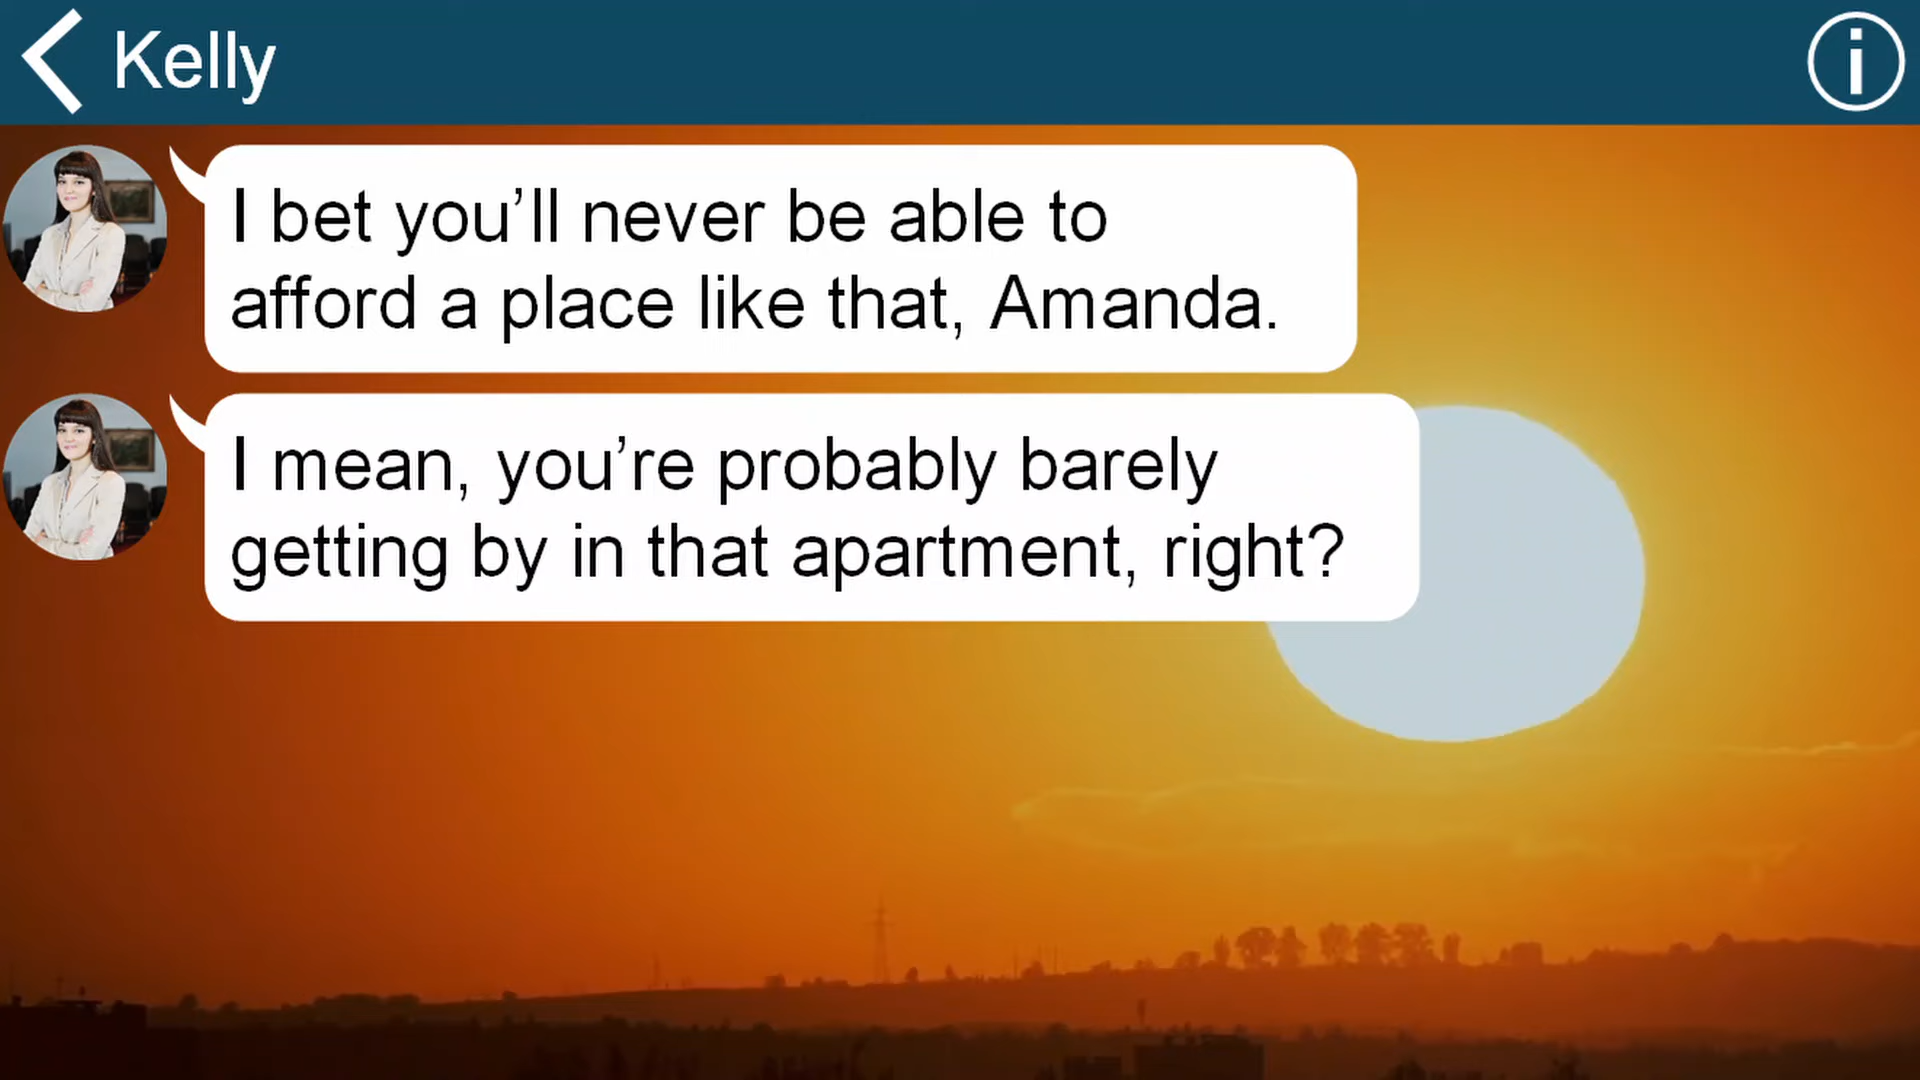 Kelly
I bet you’ll never be able to
afford a place like that, Amanda.
I mean, you’re probably barely
getting by in that apartment, right?